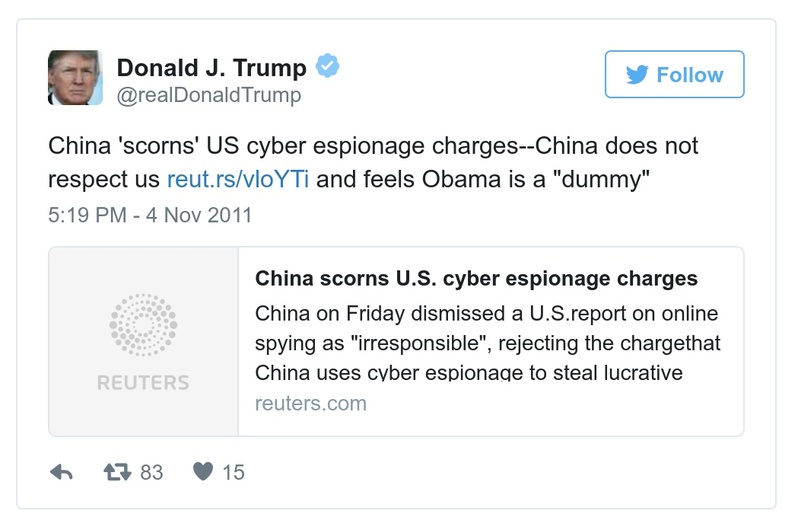 Donald J. Trump
@realDonaldTrump
Follow
China 'scorns' US cyber espionage charges--China does not
respect us reut.rs/vloYTi and feels Obama is a "dummy"
5:19 PM - 4 Nov 2011
China scorns U.S. cyber espionage charges
China on Friday dismissed a U.S.report on online
spying as "irresponsible", rejecting the chargethat
China uses cyber espionage to steal lucrative
reuters.com
REUTERS
83
15